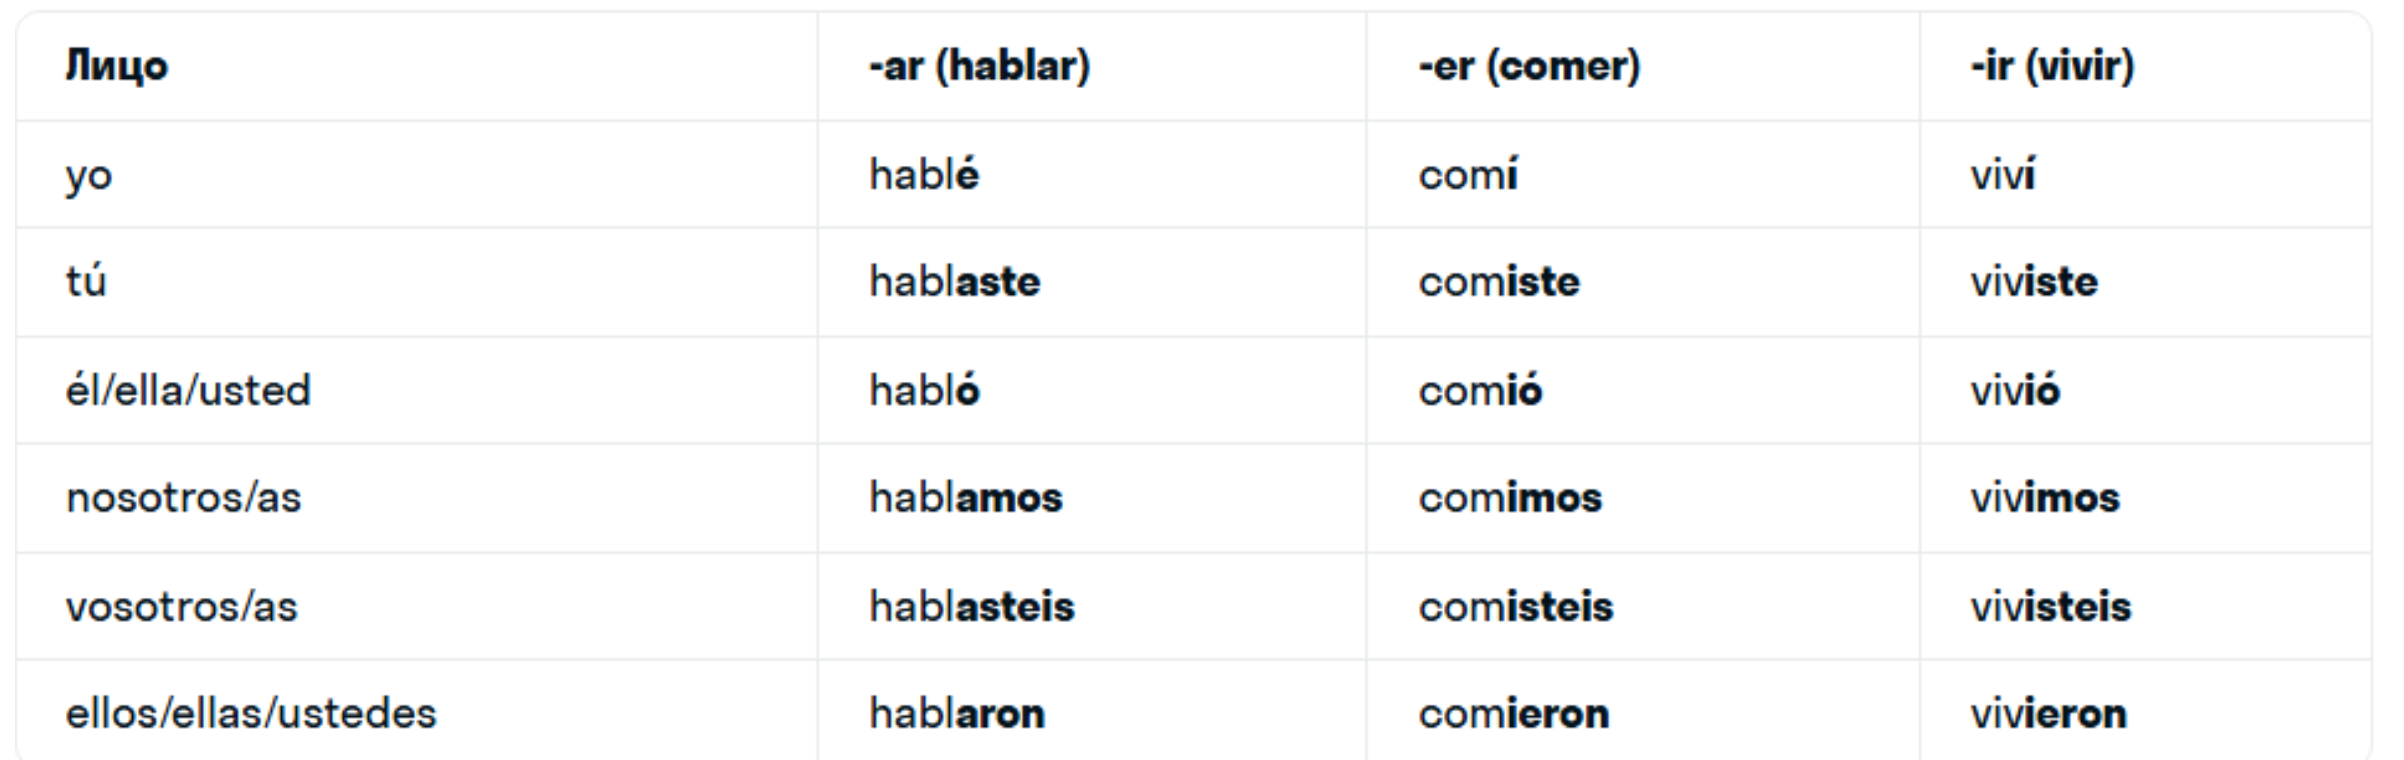 Лицо -ar (hablar) -er (comer) -ir (vivir)
yo hablé comí viví
tú hablaste comiste viviste
él/ella/usted habló comió vivió
nosotros/as hablamos comimos vivimos
vosotros/as hablasteis comisteis vivisteis
ellos/ellas/ustedes hablaron comieron vivieron